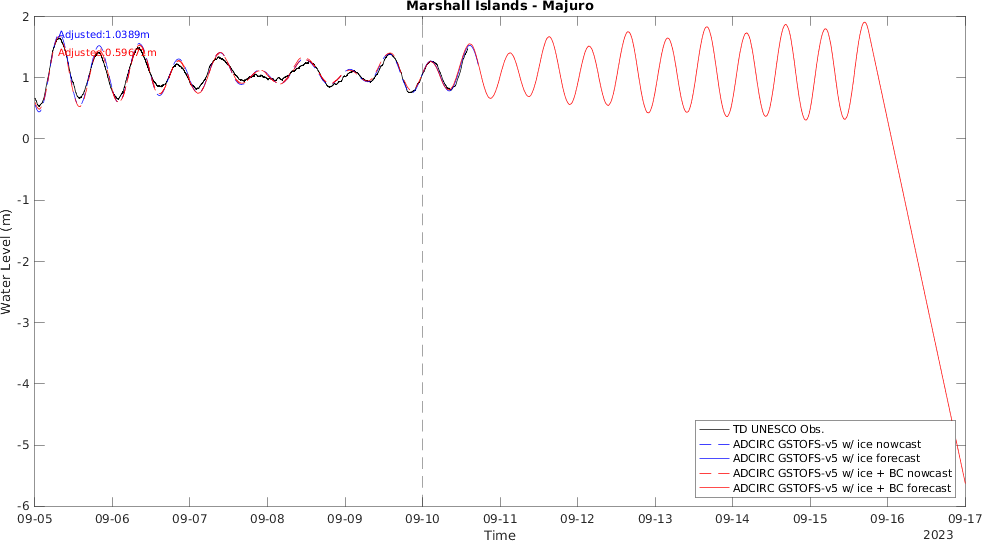 Marshall Islands - Majuro
Adjusted:1.0389m
Water Level (m)
2
1
0
-1
-2
-3
-4
-5
-6
TD UNESCO Obs.
ADCIRC GSTOFS-v5 w/ ice nowcast
ADCIRC GSTOFS-v5 w/ ice forecast
ADCIRC GSTOFS-v5 w/ ice + BC nowcast
ADCIRC GSTOFS-v5 w/ ice + BC forecast
09-05 09-06 09-07 09-08 09-09 09-10 09-11 09-12 09-13 09-14 09-15 09-16 09-17
Time
2023